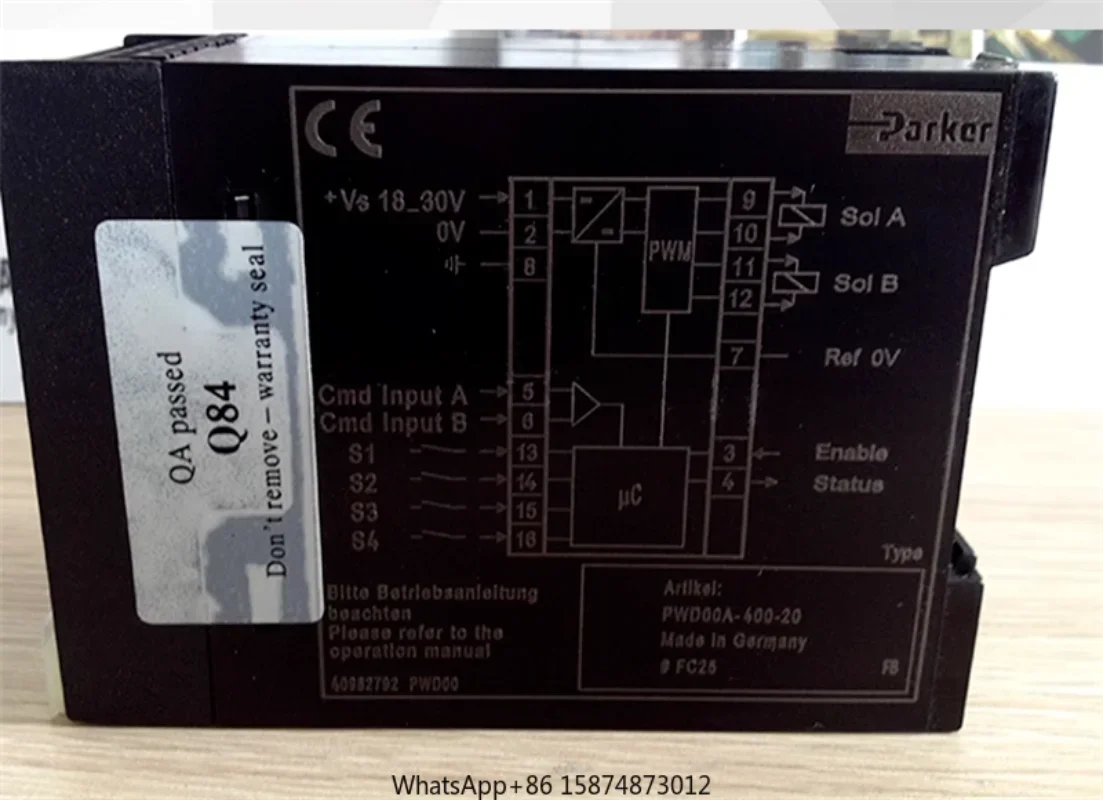 CE
Parker
+Vs 18_30V
0V
1
2
8
PWM
9
10
11
12
Sol A
Sol B
7
Ref 0V
Cmd Input A
Cmd Input B
5
6
S1
S2
S3
S4
13
14
15
16
µC
3
4
Enable
Status
Type
QA passed
Q84
Don't remove – warranty seal
Bitte Betriebsanleitung
beachten
Please refer to the
operation manual
40982792 PWD00
Artikel:
PWD00A-400-20
Made in Germany
9 FC25
FB
WhatsApp+86 15874873012